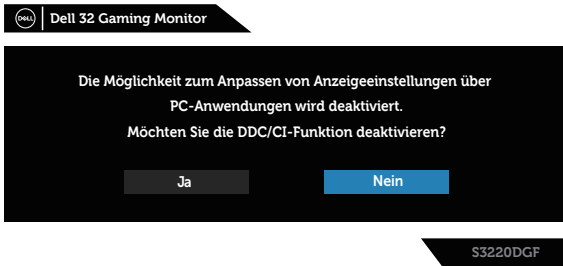 DELL Dell 32 Gaming Monitor
Die Möglichkeit zum Anpassen von Anzeigeeinstellungen über
PC-Anwendungen wird deaktiviert.
Möchten Sie die DDC/CI-Funktion deaktivieren?
Ja Nein
S3220DGF